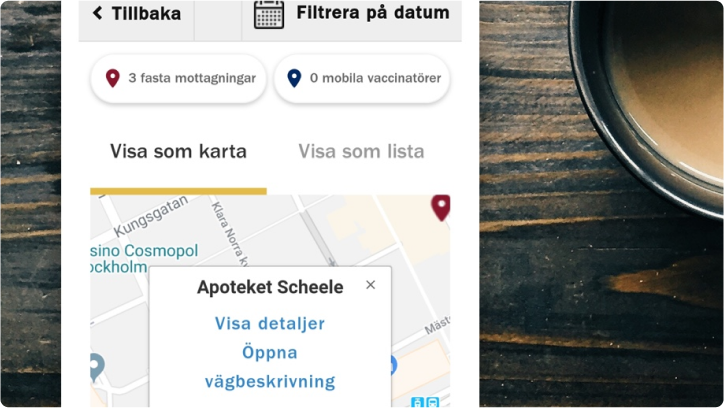 Tillbaka
Filtrera på datum
3 fasta mottagningar
0 mobila vaccinatörer
Visa som karta
Visa som lista
Kungsgatan
Klara Norra k
sino Cosmopol
ockholm
Apoteket Scheele ×
Visa detaljer
Öppna
vägbeskrivning
Mäst